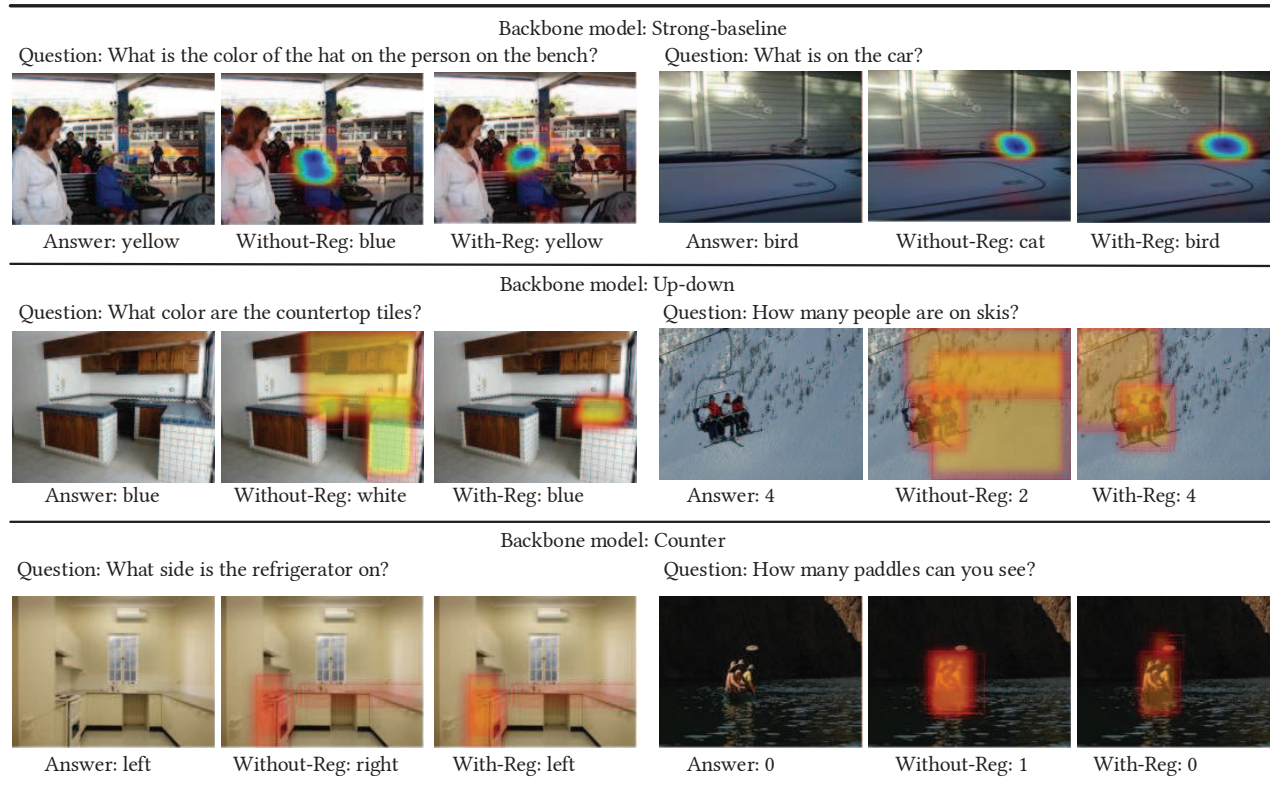 Backbone model: Strong-baseline
Question: What is the color of the hat on the person on the bench?
Question: What is on the car?
Answer: yellow
Without-Reg: blue
With-Reg: yellow
Answer: bird
Without-Reg: cat
With-Reg: bird
Backbone model: Up-down
Question: What color are the countertop tiles?
Question: How many people are on skis?
Answer: blue
Without-Reg: white
With-Reg: blue
Answer: 4
Without-Reg: 2
With-Reg: 4
Backbone model: Counter
Question: What side is the refrigerator on?
Question: How many paddles can you see?
Answer: left
Without-Reg: right
With-Reg: left
Answer: 0
Without-Reg: 1
With-Reg: 0